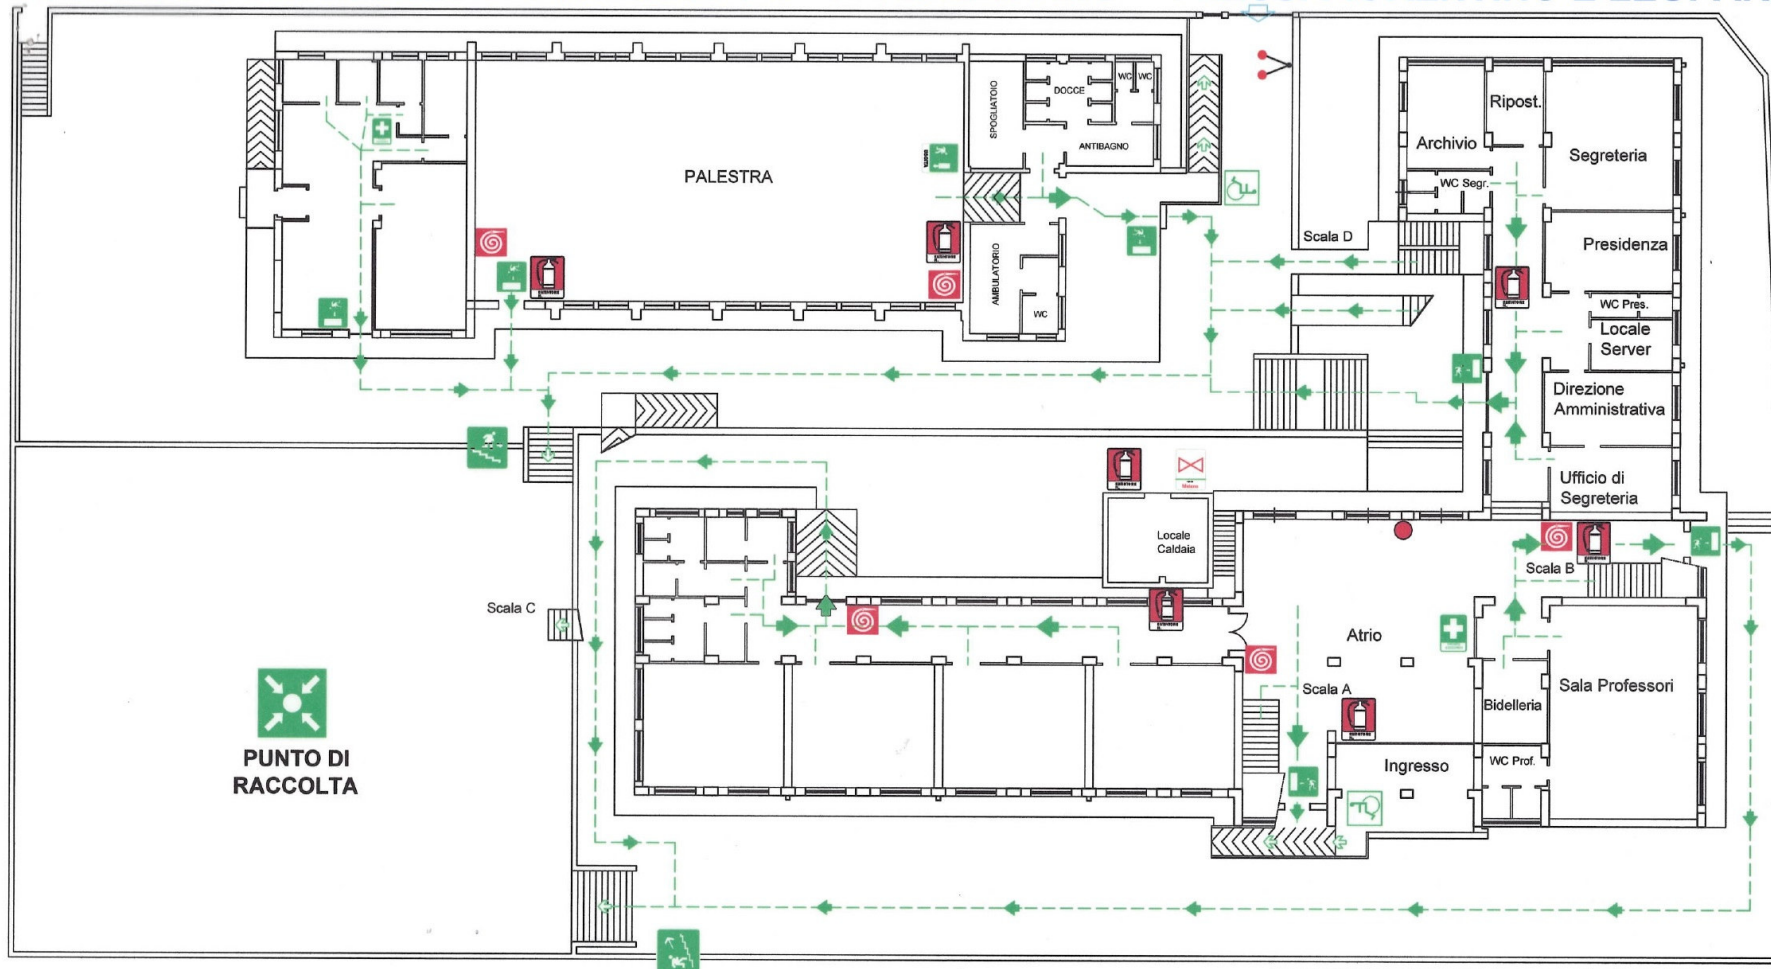 WC WC
DOCCE
SPOGLIATOIO
ANTIBAGNO
PALESTRA
AMBULATORIO
WC
Ripost.
Archivio
Segreteria
WC Segr.
Scala D
Presidenza
WC Pres.
Locale
Server
Direzione
Amministrativa
Ufficio di
Segreteria
Locale
Caldaia
Scala B
Scala C
Atrio
Scala A
Sala Professori
Bidelleria
PUNTO DI
RACCOLTA
Ingresso
WC Prof.